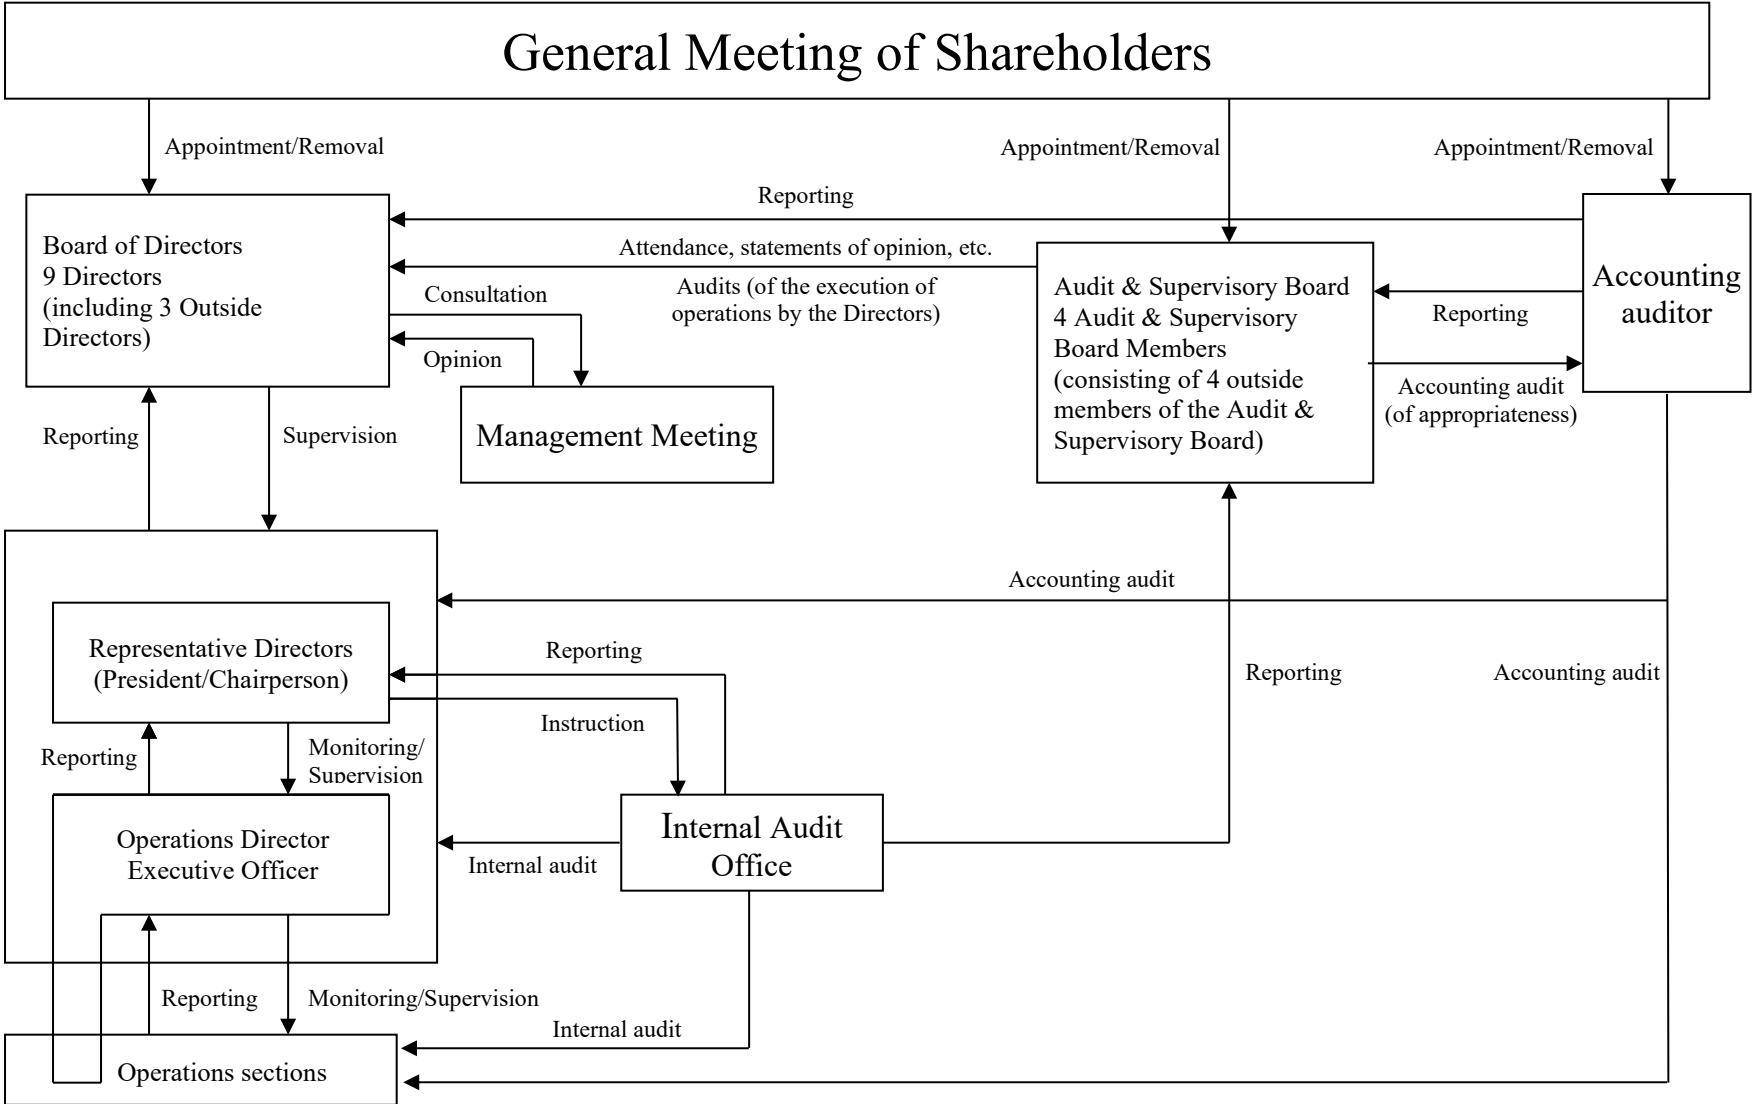 General Meeting of Shareholders
Appointment/Removal
Appointment/Removal
Appointment/Removal
Reporting
Board of Directors
9 Directors
(including 3 Outside
Directors)
Attendance, statements of opinion, etc.
Audits (of the execution of
operations by the Directors)
Consultation
Opinion
Audit & Supervisory Board
4 Audit & Supervisory
Board Members
(consisting of 4 outside
members of the Audit &
Supervisory Board)
Accounting
auditor
Reporting
Accounting audit
(of appropriateness)
Management Meeting
Reporting
Supervision
Accounting audit
Representative Directors
(President/Chairperson)
Reporting
Instruction
Reporting
Accounting audit
Reporting
Monitoring/
Supervision
Operations Director
Executive Officer
Internal Audit
Office
Internal audit
Reporting
Monitoring/Supervision
Internal audit
Operations sections